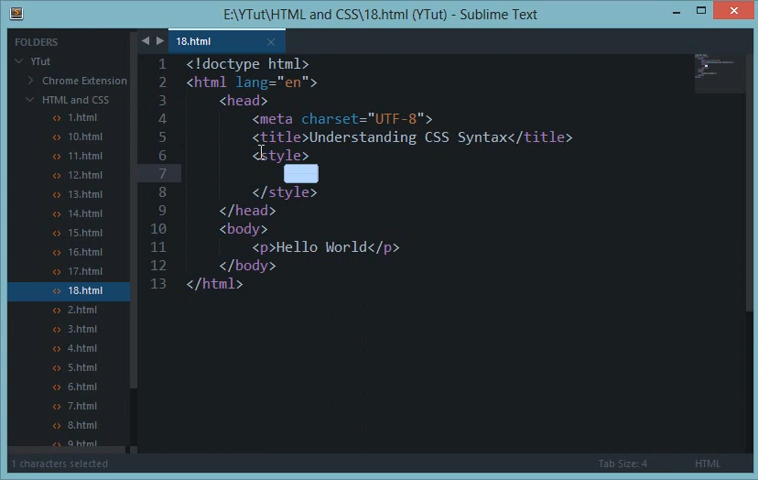 E:\YTut\HTML and CSS\18.html (YTut) - Sublime Text
FOLDERS
YTut
Chrome Extension
HTML and CSS
1.html
10.html
11.html
12.html
13.html
14.html
15.html
16.html
17.html
18.html
2.html
3.html
4.html
5.html
6.html
7.html
8.html
9.html
18.html
1 <!doctype html>
2 <html lang="en">
3 <head>
4 <meta charset="UTF-8">
5 <title>Understanding CSS Syntax</title>
6 <style>
7
8 </style>
9 </head>
10 <body>
11 <p>Hello World</p>
12 </body>
13 </html>
1 characters selected
Tab Size: 4
HTML